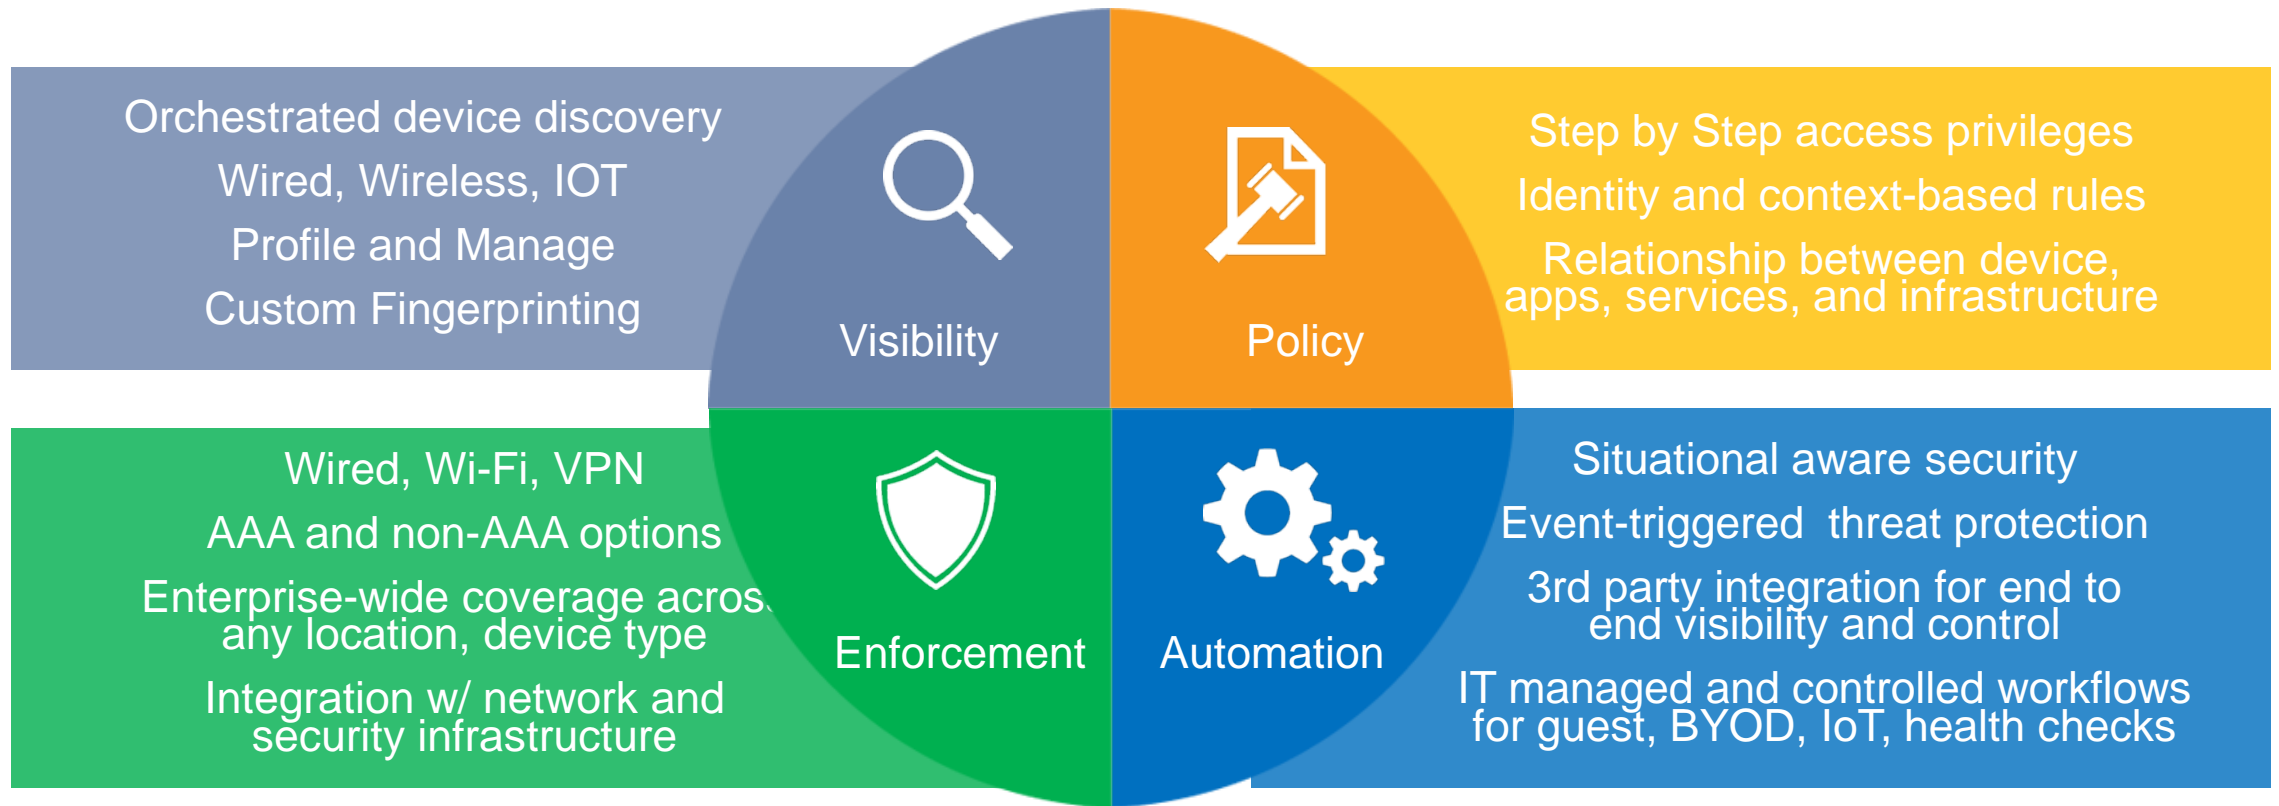 Orchestrated device discovery
Wired, Wireless, IOT
Profile and Manage
Custom Fingerprinting
Visibility
Policy
Step by Step access privileges
Identity and context-based rules
Relationship between device,
apps, services, and infrastructure
Wired, Wi-Fi, VPN
AAA and non-AAA options
Enterprise-wide coverage across
any location, device type
Integration w/ network and
security infrastructure
Enforcement
Automation
Situational aware security
Event-triggered  threat protection
3rd party integration for end to
end visibility and control
IT managed and controlled workflows
for guest, BYOD, IoT, health checks